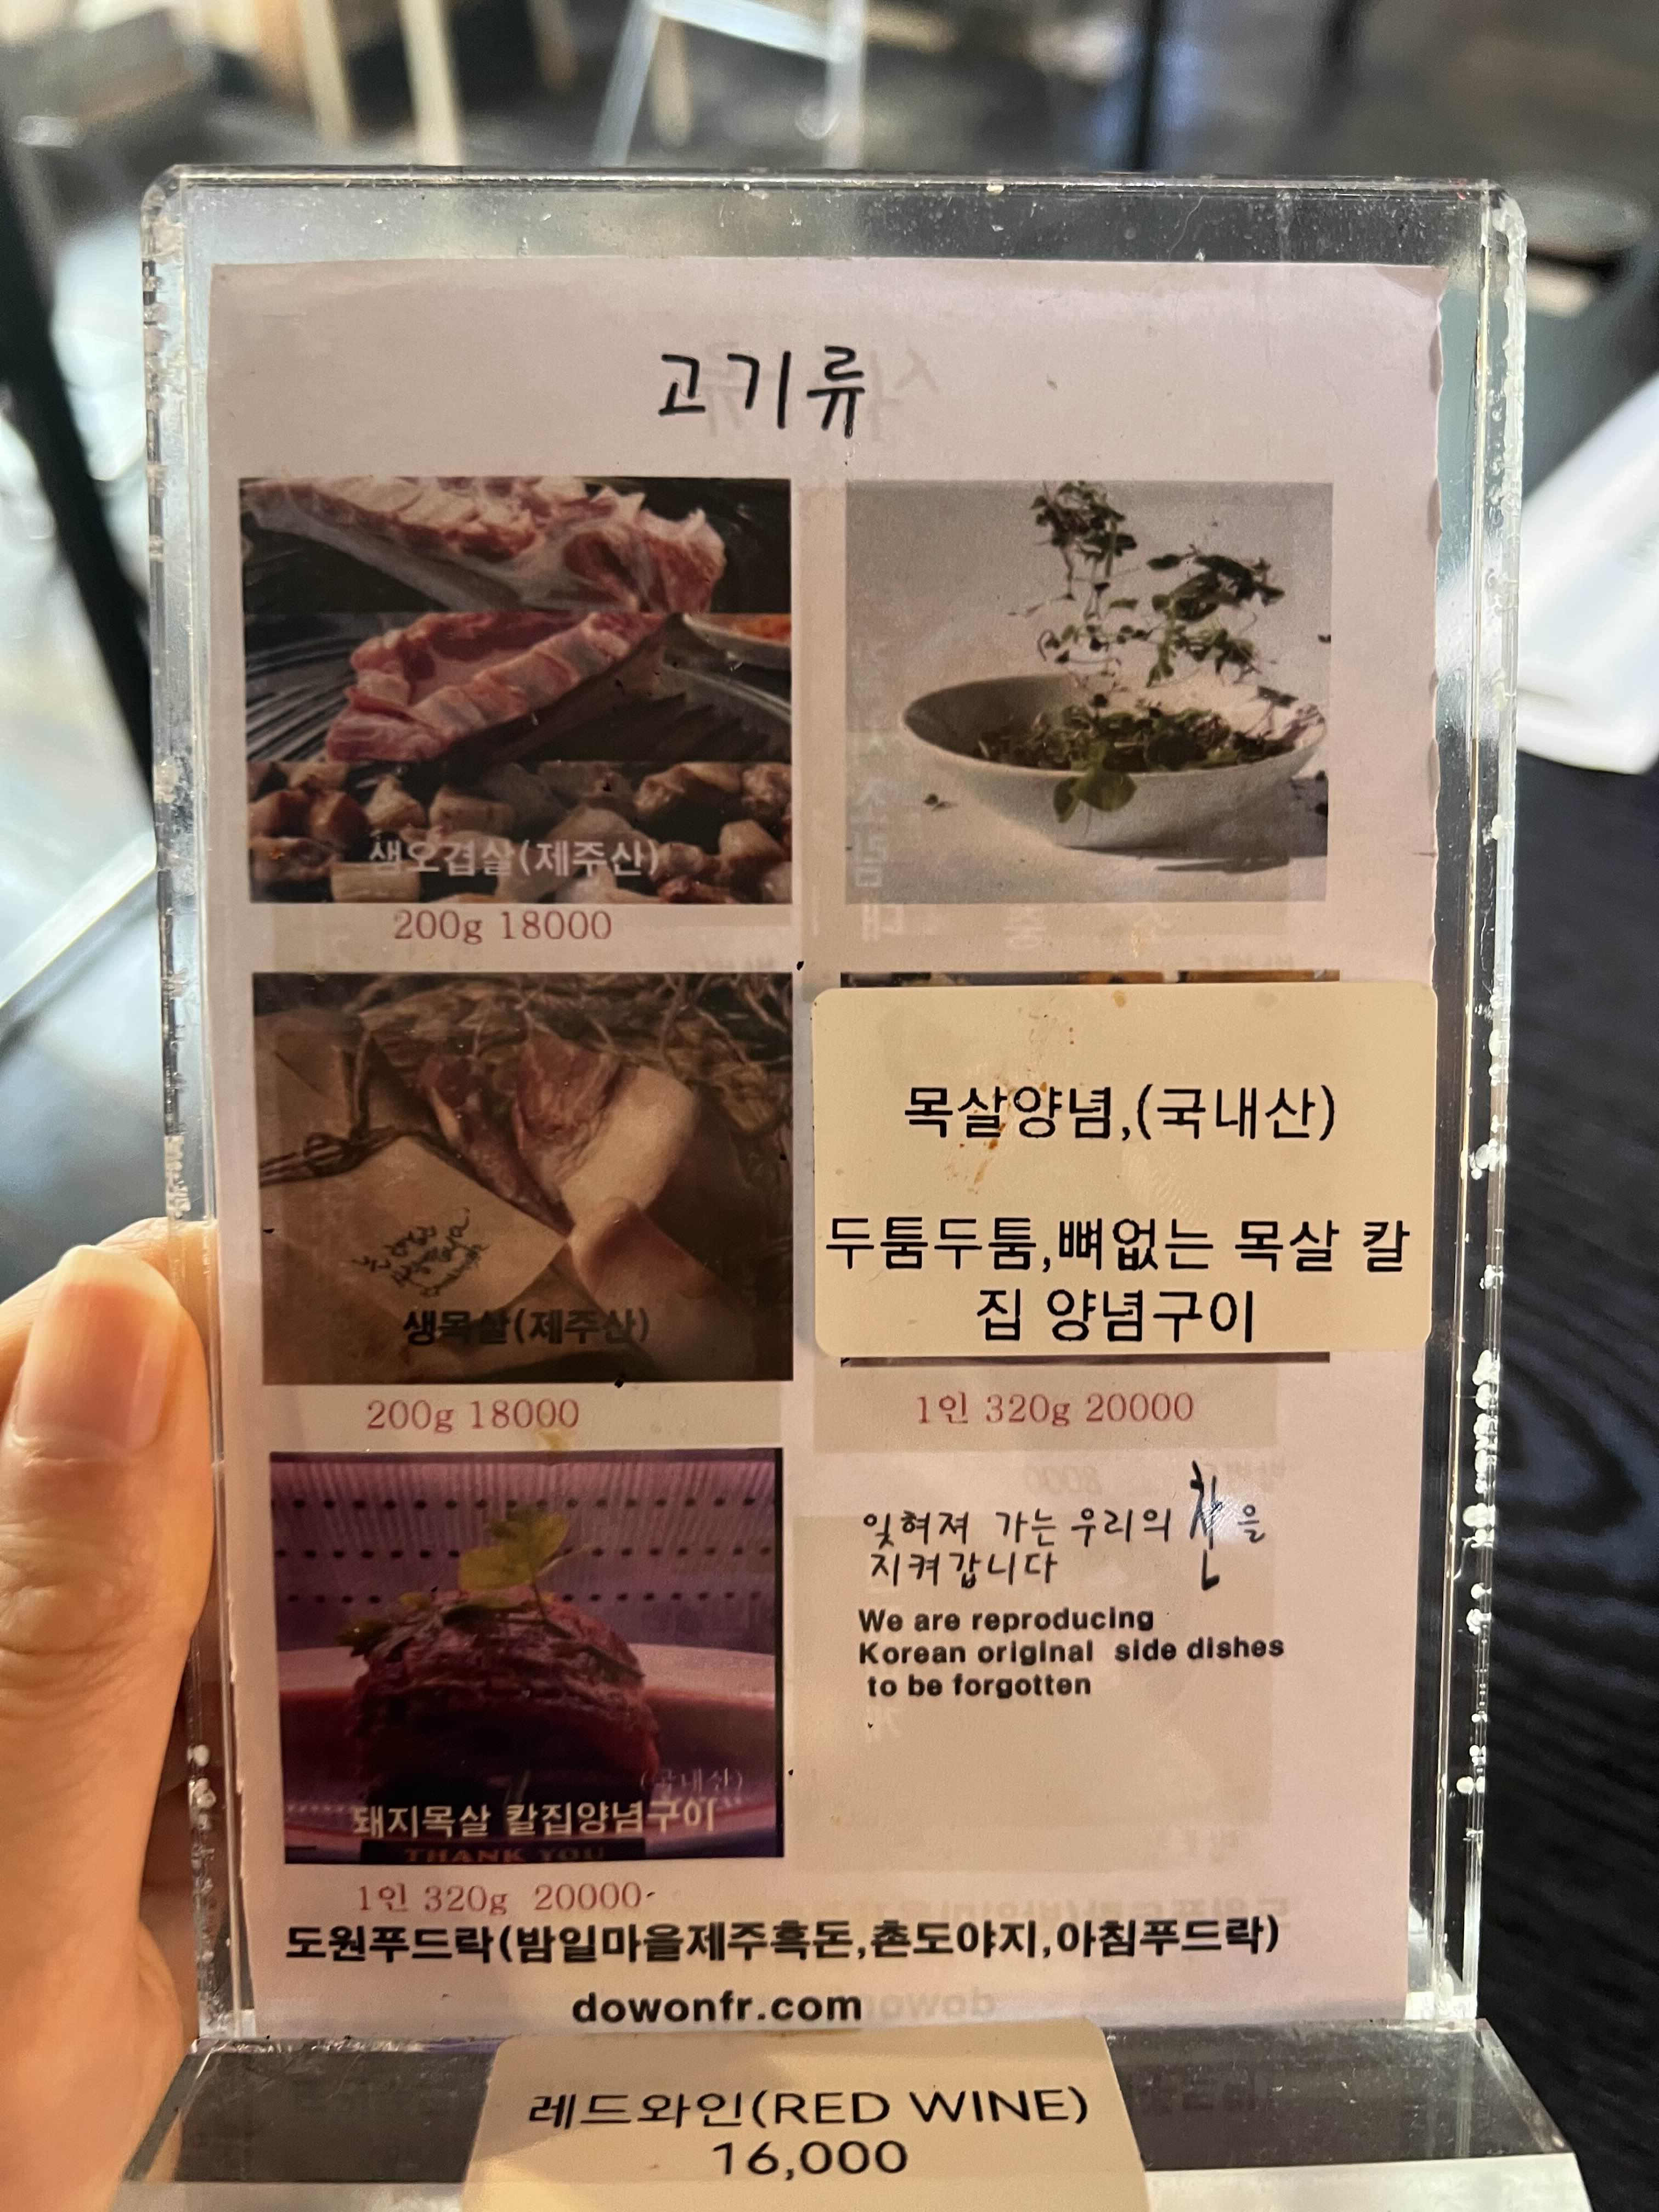 고기류
생오겹살(제주산)
200g 18000
생목살(제주산)
200g 18000
목살양념,(국내산)
두툼두툼,뼈없는 목살 칼
집 양념구이
1인 320g 20000
(국내산)
돼지목살 칼집양념구이
THANK YOU
1인 320g 20000-
잊혀져 가는 우리의 찬을
지켜갑니다
We are reproducing
Korean original side dishes
to be forgotten
도원푸드락(밤일마을제주흑돈,촌도야지,아침푸드락)
dowonfr.com
레드와인(RED WINE)
16,000